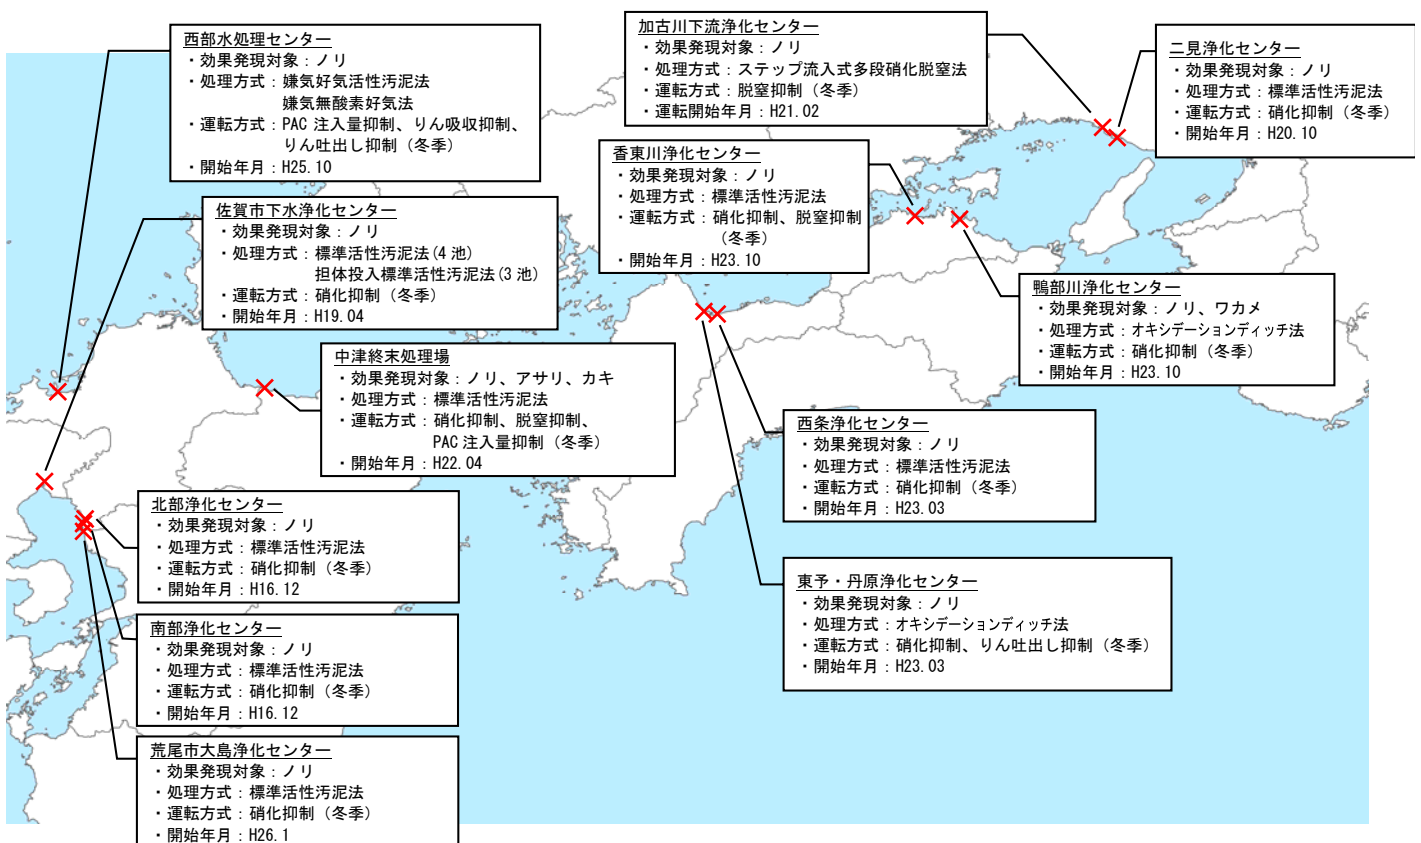 西部水処理センター
・効果発現対象：ノリ
・処理方式：嫌気好気活性汚泥法
嫌気無酸素好気法
・運転方式：PAC 注入量抑制、りん吸収抑制、
りん吐出し抑制（冬季）
・開始年月：H25.10
加古川下流浄化センター
・効果発現対象：ノリ
・処理方式：ステップ流入式多段硝化脱窒法
・運転方式：脱窒抑制（冬季）
・運転開始年月：H21.02
二見浄化センター
・効果発現対象：ノリ
・処理方式：標準活性汚泥法
・運転方式：硝化抑制（冬季）
・開始年月：H20.10
香東川浄化センター
・効果発現対象：ノリ
・処理方式：標準活性汚泥法
・運転方式：硝化抑制、脱窒抑制
（冬季）
・開始年月：H23.10
佐賀市下水浄化センター
・効果発現対象：ノリ
・処理方式：標準活性汚泥法(4 池)
担体投入標準活性汚泥法(3 池)
・運転方式：硝化抑制（冬季）
・開始年月：H19.04
鴨部川浄化センター
・効果発現対象：ノリ、ワカメ
・処理方式：オキシデーションディッチ法
・運転方式：硝化抑制（冬季）
・開始年月：H23.10
中津終末処理場
・効果発現対象：ノリ、アサリ、カキ
・処理方式：標準活性汚泥法
・運転方式：硝化抑制、脱窒抑制、
PAC 注入量抑制（冬季）
・開始年月：H22.04
西条浄化センター
・効果発現対象：ノリ
・処理方式：標準活性汚泥法
・運転方式：硝化抑制（冬季）
・開始年月：H23.03
北部浄化センター
・効果発現対象：ノリ
・処理方式：標準活性汚泥法
・運転方式：硝化抑制（冬季）
・開始年月：H16.12
東予・丹原浄化センター
・効果発現対象：ノリ
・処理方式：オキシデーションディッチ法
・運転方式：硝化抑制、りん吐出し抑制（冬季）
・開始年月：H23.03
南部浄化センター
・効果発現対象：ノリ
・処理方式：標準活性汚泥法
・運転方式：硝化抑制（冬季）
・開始年月：H16.12
荒尾市大島浄化センター
・効果発現対象：ノリ
・処理方式：標準活性汚泥法
・運転方式：硝化抑制（冬季）
・開始年月：H26.1